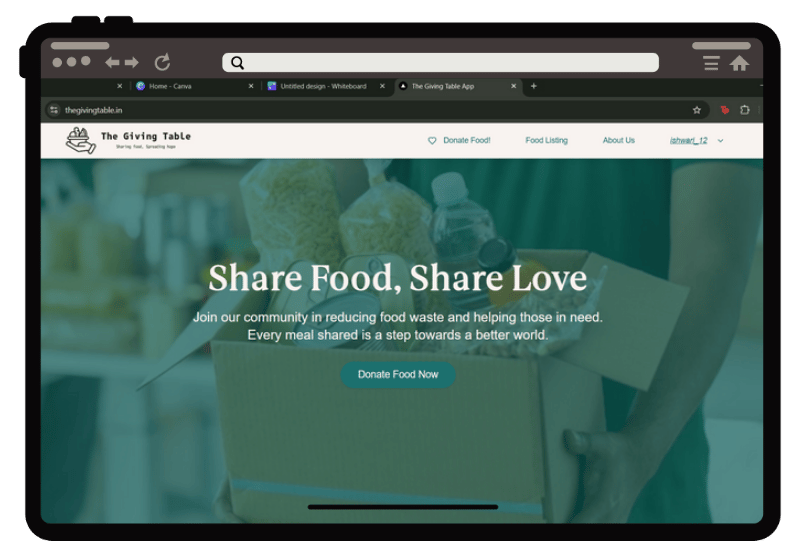 Home - Canva
Untitled design - Whiteboard
The Giving Table App
thegivingtable.in
The Giving Table
Sharing Food, Spreading Hope
Donate Food!
Food Listing
About Us
ishwari_12
Share Food, Share Love
Join our community in reducing food waste and helping those in need.
Every meal shared is a step towards a better world.
Donate Food Now